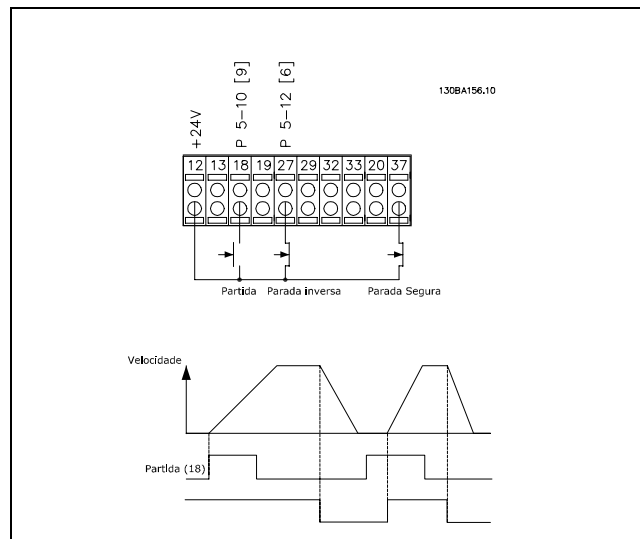 130BA156.10
+24V
P 5-10 [9]
P 5-12 [6]
12 13 18 19 27 29 32 33 20 37
Partida Parada inversa Parada Segura
Velocidade
Partida (18)